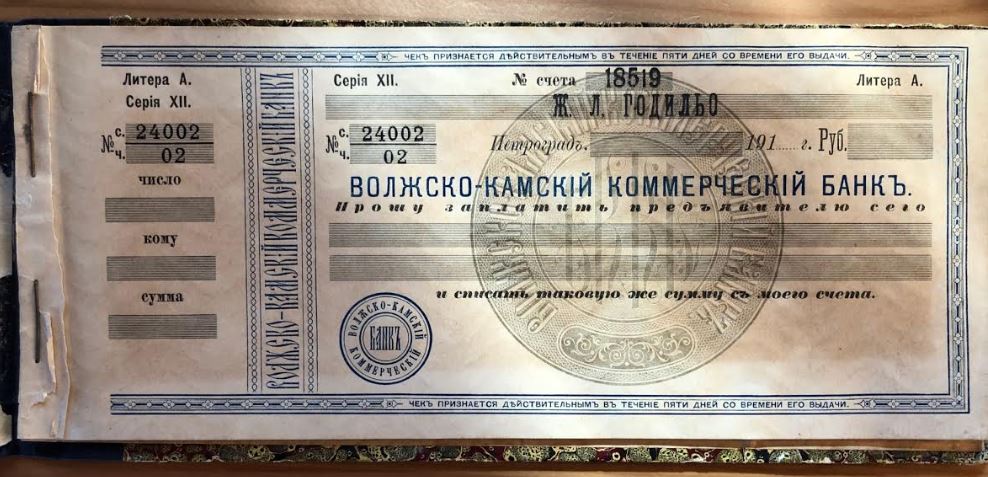 ЧЕКЪ ПРИЗНАЕТСЯ ДѢЙСТВИТЕЛЬНЫМЪ ВЪ ТЕЧЕНІЕ ПЯТИ ДНЕЙ СО ВРЕМЕНИ ЕГО ВЫДАЧИ.
Литера А.
Серія XII.
№ с. 24002
ч. 02
число
кому
сумма
ВОЛЖСКО-КАМСКІЙ КОММЕРЧЕСКІЙ БАНКЪ
Серія XII. № счета 18519 Литера А.
Ж Л ГОДИЛЬО
№ с. 24002
ч. 02
Петроградъ, 191...... г. Руб.
ВОЛЖСКО-КАМСКІЙ КОММЕРЧЕСКІЙ БАНКЪ.
Прошу заплатить предъявителю сего
и списать таковую же сумму съ моего счета.
ВОЛЖСКО-КАМСКІЙ
БАНКЪ
КОММЕРЧЕСКІЙ
ЧЕКЪ ПРИЗНАЕТСЯ ДѢЙСТВИТЕЛЬНЫМЪ ВЪ ТЕЧЕНІЕ ПЯТИ ДНЕЙ СО ВРЕМЕНИ ЕГО ВЫДАЧИ.